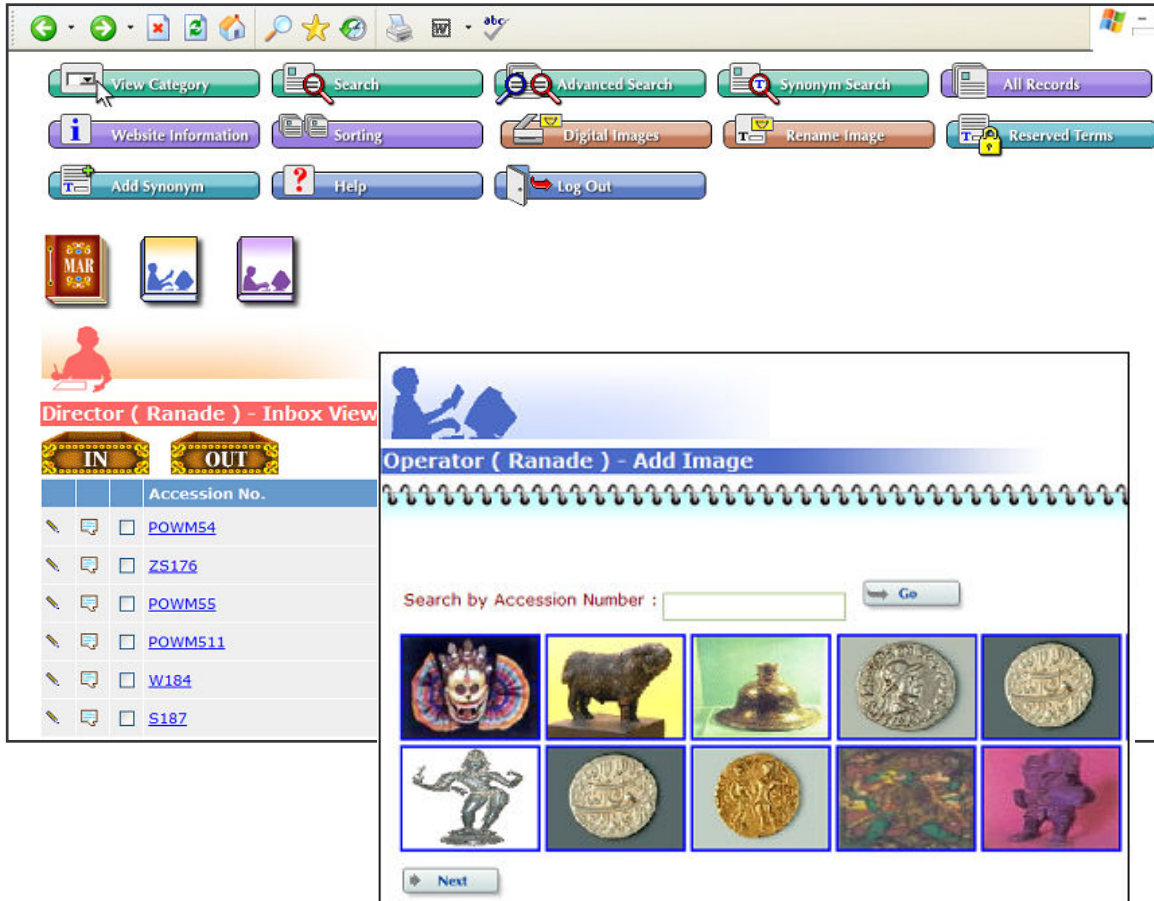 abc
View Category
Search
Advanced Search
Synonym Search
All Records
Website Information
Sorting
Digital Images
Rename Image
Reserved Terms
Add Synonym
Help
Log Out
MAR
Director ( Ranade ) - Inbox View
IN
OUT
Accession No.
POWM54
ZS176
POWM55
POWM511
W184
S187
Operator ( Ranade ) - Add Image
Search by Accession Number :
Go
Next